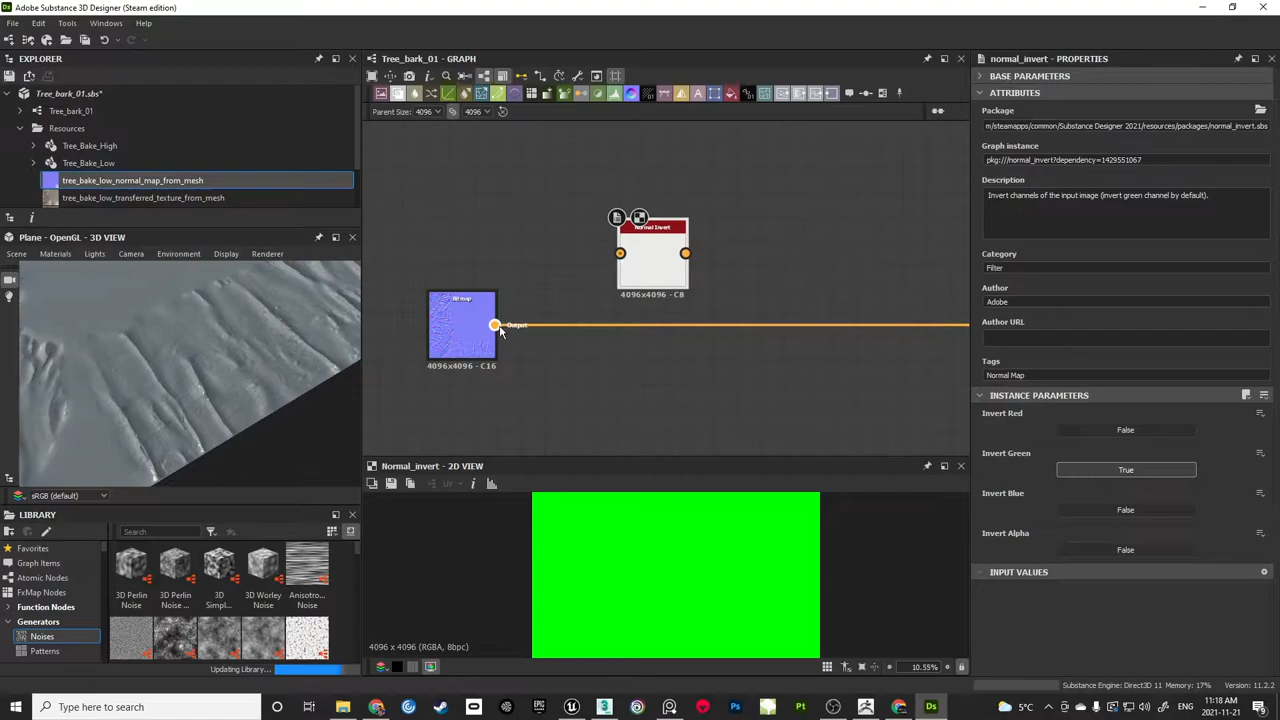 Adobe Substance 3D Designer (Steam edition)
File Edit Tools Windows Help
EXPLORER
Tree_bark_01.sbs*
Tree_bark_01
Resources
Tree_Bake_High
Tree_Bake_Low
tree_bake_low_normal_map_from_mesh
tree_bake_low_transferred_texture_from_mesh
Plane - OpenGL - 3D VIEW
Scene Materials Lights Camera Environment Display Renderer
sRGB (default)
LIBRARY
Search
Favorites
Graph Items
Atomic Nodes
FxMap Nodes
Function Nodes
Generators
Noises
Patterns
3D Perlin Noise
3D Perlin Noise ...
3D Simpl... Noise
3D Worley Noise
Anisotro... Noise
Updating Library...
Tree_bark_01 - GRAPH
Parent Size: 4096 4096
Normal Invert
4096x4096 - C8
Bitmap
Output
4096x4096 - C16
Normal_invert - 2D VIEW
UV
4096 x 4096 (RGBA, 8bpc)
10.55%
normal_invert - PROPERTIES
BASE PARAMETERS
ATTRIBUTES
Package
m/steamapps/common/Substance Designer 2021/resources/packages/normal_invert.sbs
Graph instance
pkg:///normal_invert?dependency=1429551067
Description
Invert channels of the input image (invert green channel by default).
Category
Filter
Author
Adobe
Author URL
Tags
Normal Map
INSTANCE PARAMETERS
Invert Red
False
Invert Green
True
Invert Blue
False
Invert Alpha
False
INPUT VALUES
Substance Engine: Direct3D 11 Memory: 17% Version: 11.2.2
Type here to search
Ps
Pt
Ds
5°C
11:18 AM
2021-11-21